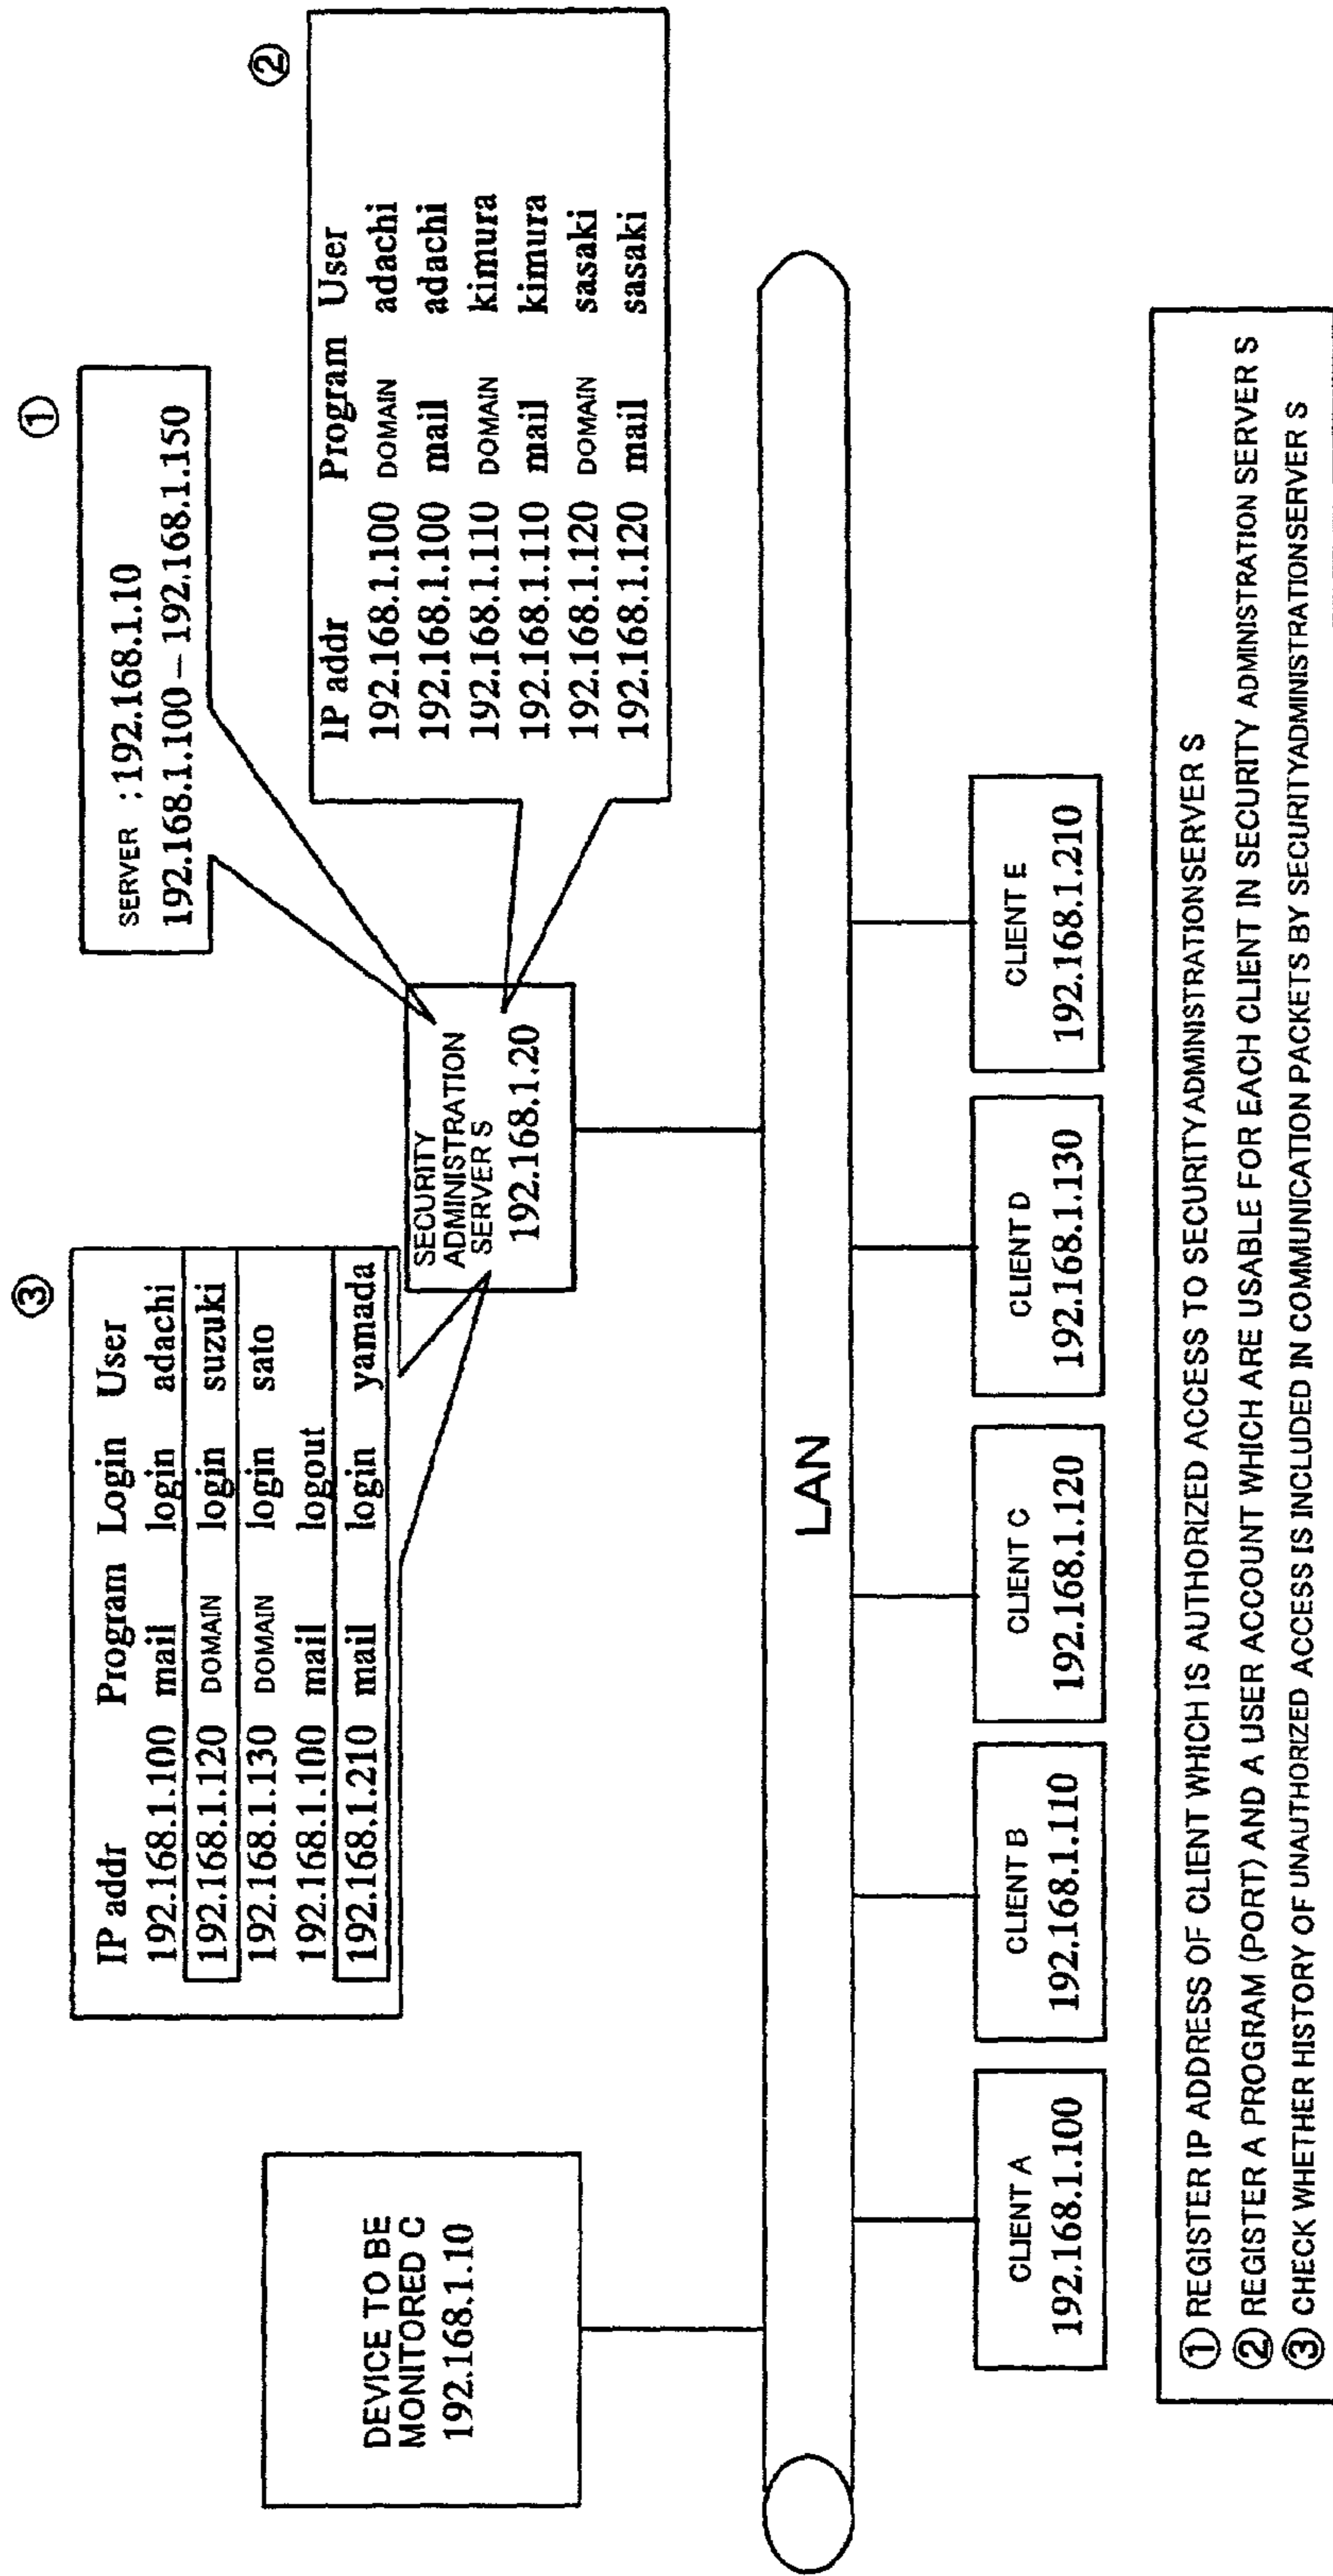 ①
SERVER : 192.168.1.10
192.168.1.100 – 192.168.1.150
②
IP addr Program User
192.168.1.100 DOMAIN adachi
192.168.1.100 mail adachi
192.168.1.110 DOMAIN kimura
192.168.1.110 mail kimura
192.168.1.120 DOMAIN sasaki
192.168.1.120 mail sasaki
③
IP addr Program Login User
192.168.1.100 mail login adachi
192.168.1.120 DOMAIN login suzuki
192.168.1.130 DOMAIN login sato
192.168.1.100 mail logout
192.168.1.210 mail login yamada
SECURITY
ADMINISTRATION
SERVER S
192.168.1.20
DEVICE TO BE
MONITORED C
192.168.1.10
LAN
CLIENT A
192.168.1.100
CLIENT B
192.168.1.110
CLIENT C
192.168.1.120
CLIENT D
192.168.1.130
CLIENT E
192.168.1.210
① REGISTER IP ADDRESS OF CLIENT WHICH IS AUTHORIZED ACCESS TO SECURITYADMINISTRATIONSERVER S
② REGISTER A PROGRAM (PORT) AND A USER ACCOUNT WHICH ARE USABLE FOR EACH CLIENT IN SECURITY ADMINISTRATION SERVER S
③ CHECK WHETHER HISTORY OF UNAUTHORIZED ACCESS IS INCLUDED IN COMMUNICATION PACKETS BY SECURITYADMINISTRATIONSERVER S